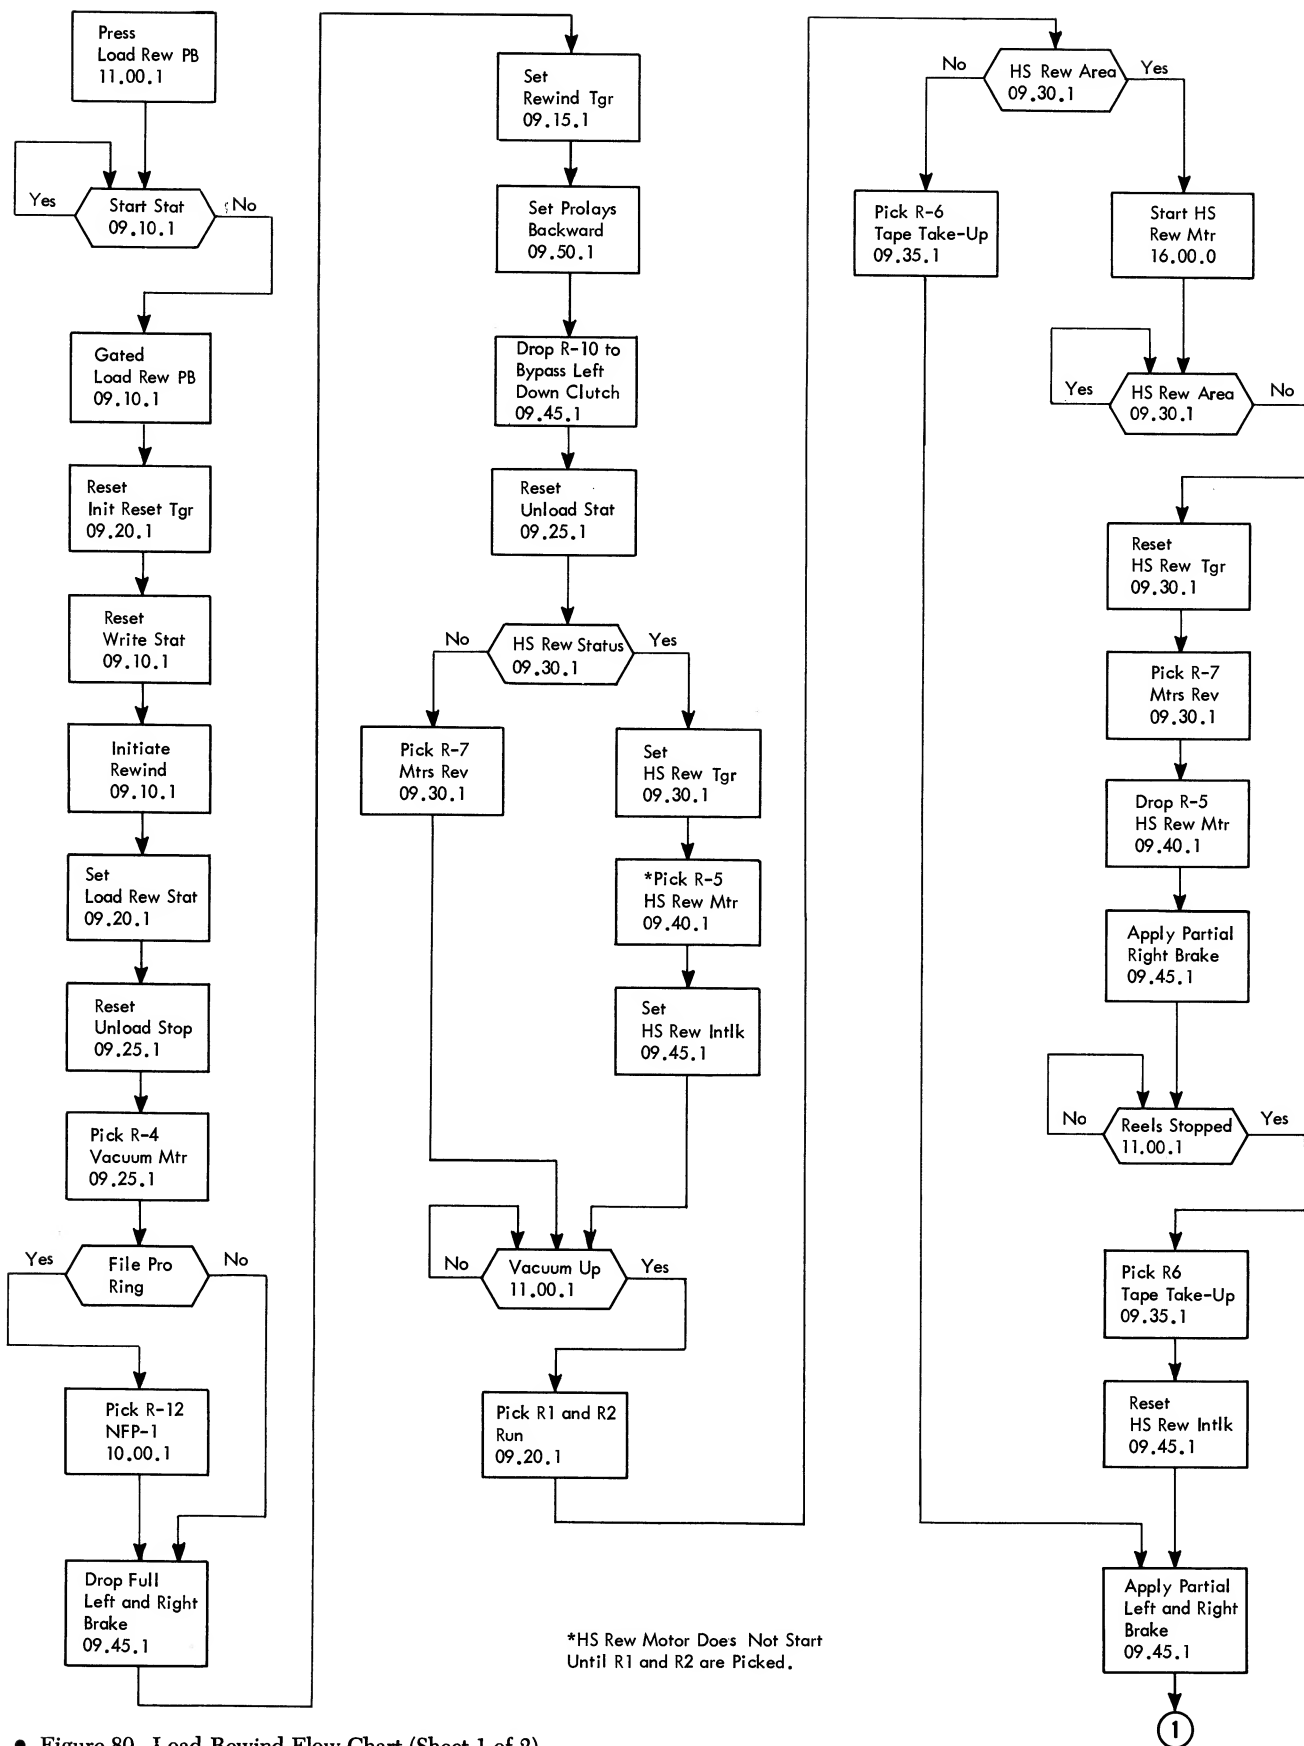 Press
Load Rew PB
11.00.1
Yes
Start Stat
09.10.1
No
Gated
Load Rew PB
09.10.1
Reset
Init Reset Tgr
09.20.1
Reset
Write Stat
09.10.1
Initiate
Rewind
09.10.1
Set
Load Rew Stat
09.20.1
Reset
Unload Stop
09.25.1
Pick R-4
Vacuum Mtr
09.25.1
Yes
File Pro
Ring
No
Pick R-12
NFP-1
10.00.1
Drop Full
Left and Right
Brake
09.45.1
Set
Rewind Tgr
09.15.1
Set Prolays
Backward
09.50.1
Drop R-10 to
Bypass Left
Down Clutch
09.45.1
Reset
Unload Stat
09.25.1
No
HS Rew Status
09.30.1
Yes
Pick R-7
Mtrs Rev
09.30.1
Set
HS Rew Tgr
09.30.1
*Pick R-5
HS Rew Mtr
09.40.1
Set
HS Rew Intlk
09.45.1
No
Vacuum Up
11.00.1
Yes
Pick R1 and R2
Run
09.20.1
*HS Rew Motor Does Not Start
Until R1 and R2 are Picked.
No
HS Rew Area
09.30.1
Yes
Pick R-6
Tape Take-Up
09.35.1
Start HS
Rew Mtr
16.00.0
Yes
HS Rew Area
09.30.1
No
Reset
HS Rew Tgr
09.30.1
Pick R-7
Mtrs Rev
09.30.1
Drop R-5
HS Rew Mtr
09.40.1
Apply Partial
Right Brake
09.45.1
No
Reels Stopped
11.00.1
Yes
Pick R6
Tape Take-Up
09.35.1
Reset
HS Rew Intlk
09.45.1
Apply Partial
Left and Right
Brake
09.45.1
1
• Figure 80. Load Rewind Flow Chart (Sheet 1 of 2)